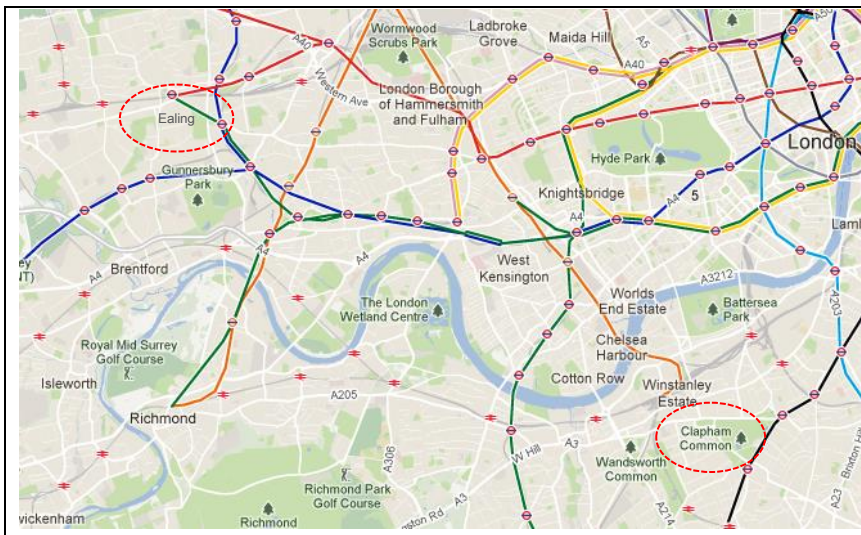 A40
Wormwood
Scrubs Park
Ladbroke
Grove
Maida Hill
A5
A40
Western Ave
A40
London Borough
of Hammersmith
and Fulham
Ealing
London
Hyde Park
Gunnersbury
Park
Knightsbridge
5
A4
A4
A4
Brentford
A4
West
Kensington
A3212
A203
Worlds
End Estate
Battersea
Park
The London
Wetland Centre
Chelsea
Harbour
Royal Mid Surrey
Golf Course
Isleworth
Cotton Row
Winstanley
Estate
A205
Richmond
Clapham
Common
A306
W Hill
A3
Wandsworth
Common
Richmond Park
Golf Course
A3
A23
Richmond
A214